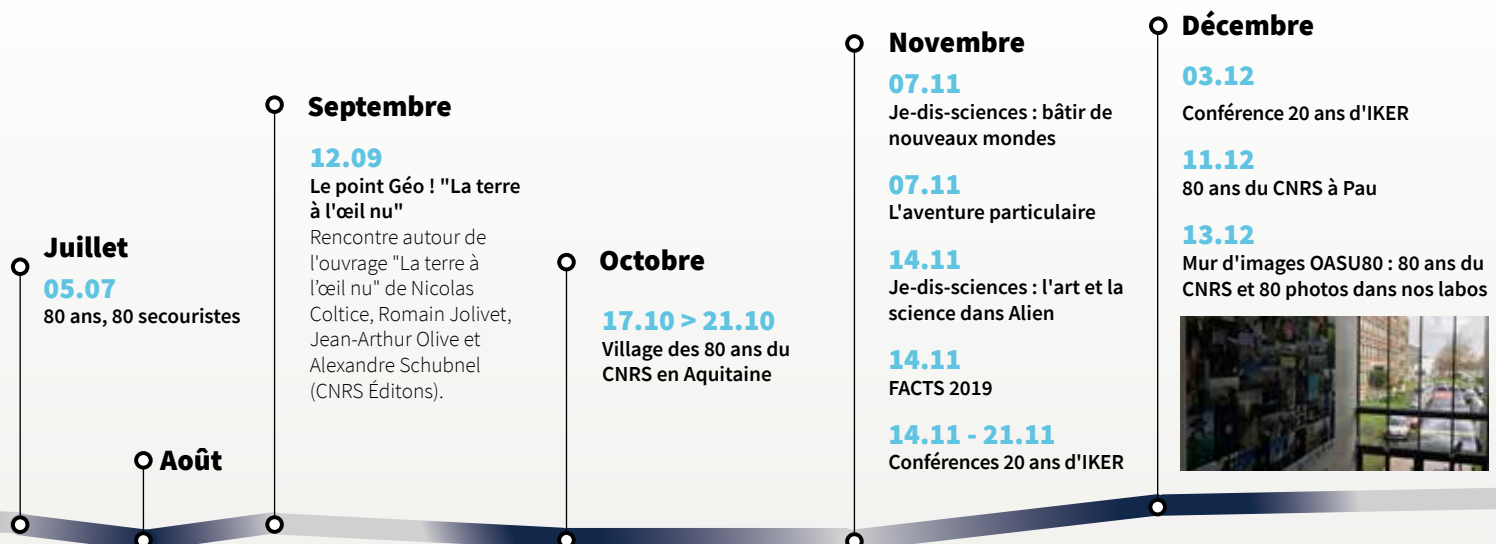 Juillet
05.07
80 ans, 80 secouristes
Août
Septembre
12.09
Le point Géo ! "La terre
à l'œil nu"
Rencontre autour de
l'ouvrage "La terre à
l’œil nu" de Nicolas
Coltice, Romain Jolivet,
Jean-Arthur Olive et
Alexandre Schubnel
(CNRS Éditons).
Octobre
17.10 > 21.10
Village des 80 ans du
CNRS en Aquitaine
Novembre
07.11
Je-dis-sciences : bâtir de
nouveaux mondes
07.11
L'aventure particulaire
14.11
Je-dis-sciences : l'art et la
science dans Alien
14.11
FACTS 2019
14.11 - 21.11
Conférences 20 ans d'IKER
Décembre
03.12
Conférence 20 ans d'IKER
11.12
80 ans du CNRS à Pau
13.12
Mur d'images OASU80 : 80 ans du
CNRS et 80 photos dans nos labos